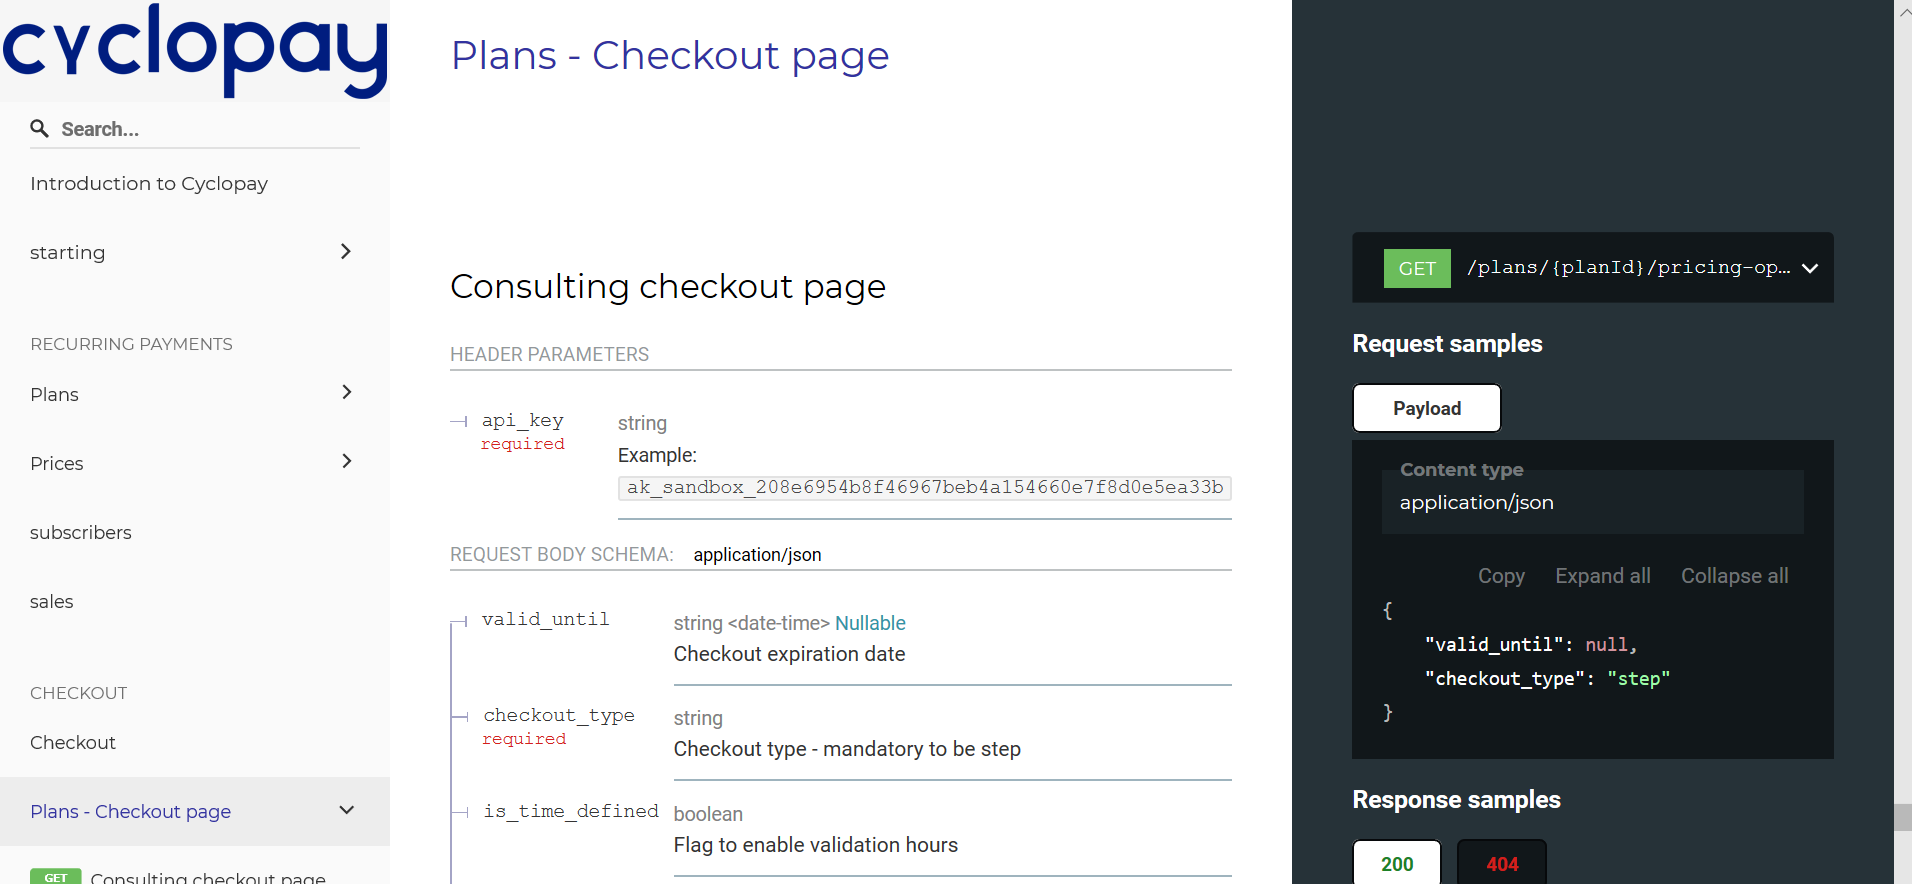 cyclopay
Search...
Introduction to Cyclopay
starting
RECURRING PAYMENTS
Plans
Prices
subscribers
sales
CHECKOUT
Checkout
Plans - Checkout page
GET Consulting checkout page
Plans - Checkout page
Consulting checkout page
HEADER PARAMETERS
api_key string
required
Example:
ak_sandbox_208e6954b8f46967beb4a154660e7f8d0e5ea33b
REQUEST BODY SCHEMA: application/json
valid_until string <date-time> Nullable
Checkout expiration date
checkout_type string
required
Checkout type - mandatory to be step
is_time_defined boolean
Flag to enable validation hours
GET /plans/{planId}/pricing-op...
Request samples
Payload
Content type
application/json
Copy Expand all Collapse all
{
"valid_until": null,
"checkout_type": "step"
}
Response samples
200 404